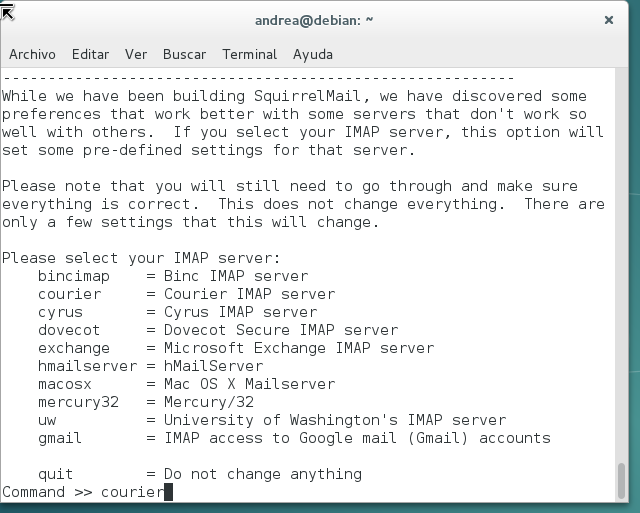 andrea@debian: ~
Archivo Editar Ver Buscar Terminal Ayuda
---------------------------------------------------------
While we have been building SquirrelMail, we have discovered some
preferences that work better with some servers that don't work so
well with others.  If you select your IMAP server, this option will
set some pre-defined settings for that server.

Please note that you will still need to go through and make sure
everything is correct.  This does not change everything.  There are
only a few settings that this will change.

Please select your IMAP server:
    bincimap    = Binc IMAP server
    courier     = Courier IMAP server
    cyrus       = Cyrus IMAP server
    dovecot     = Dovecot Secure IMAP server
    exchange    = Microsoft Exchange IMAP server
    hmailserver = hMailServer
    macosx      = Mac OS X Mailserver
    mercury32   = Mercury/32
    uw          = University of Washington's IMAP server
    gmail       = IMAP access to Google mail (Gmail) accounts

    quit        = Do not change anything
Command >> courier